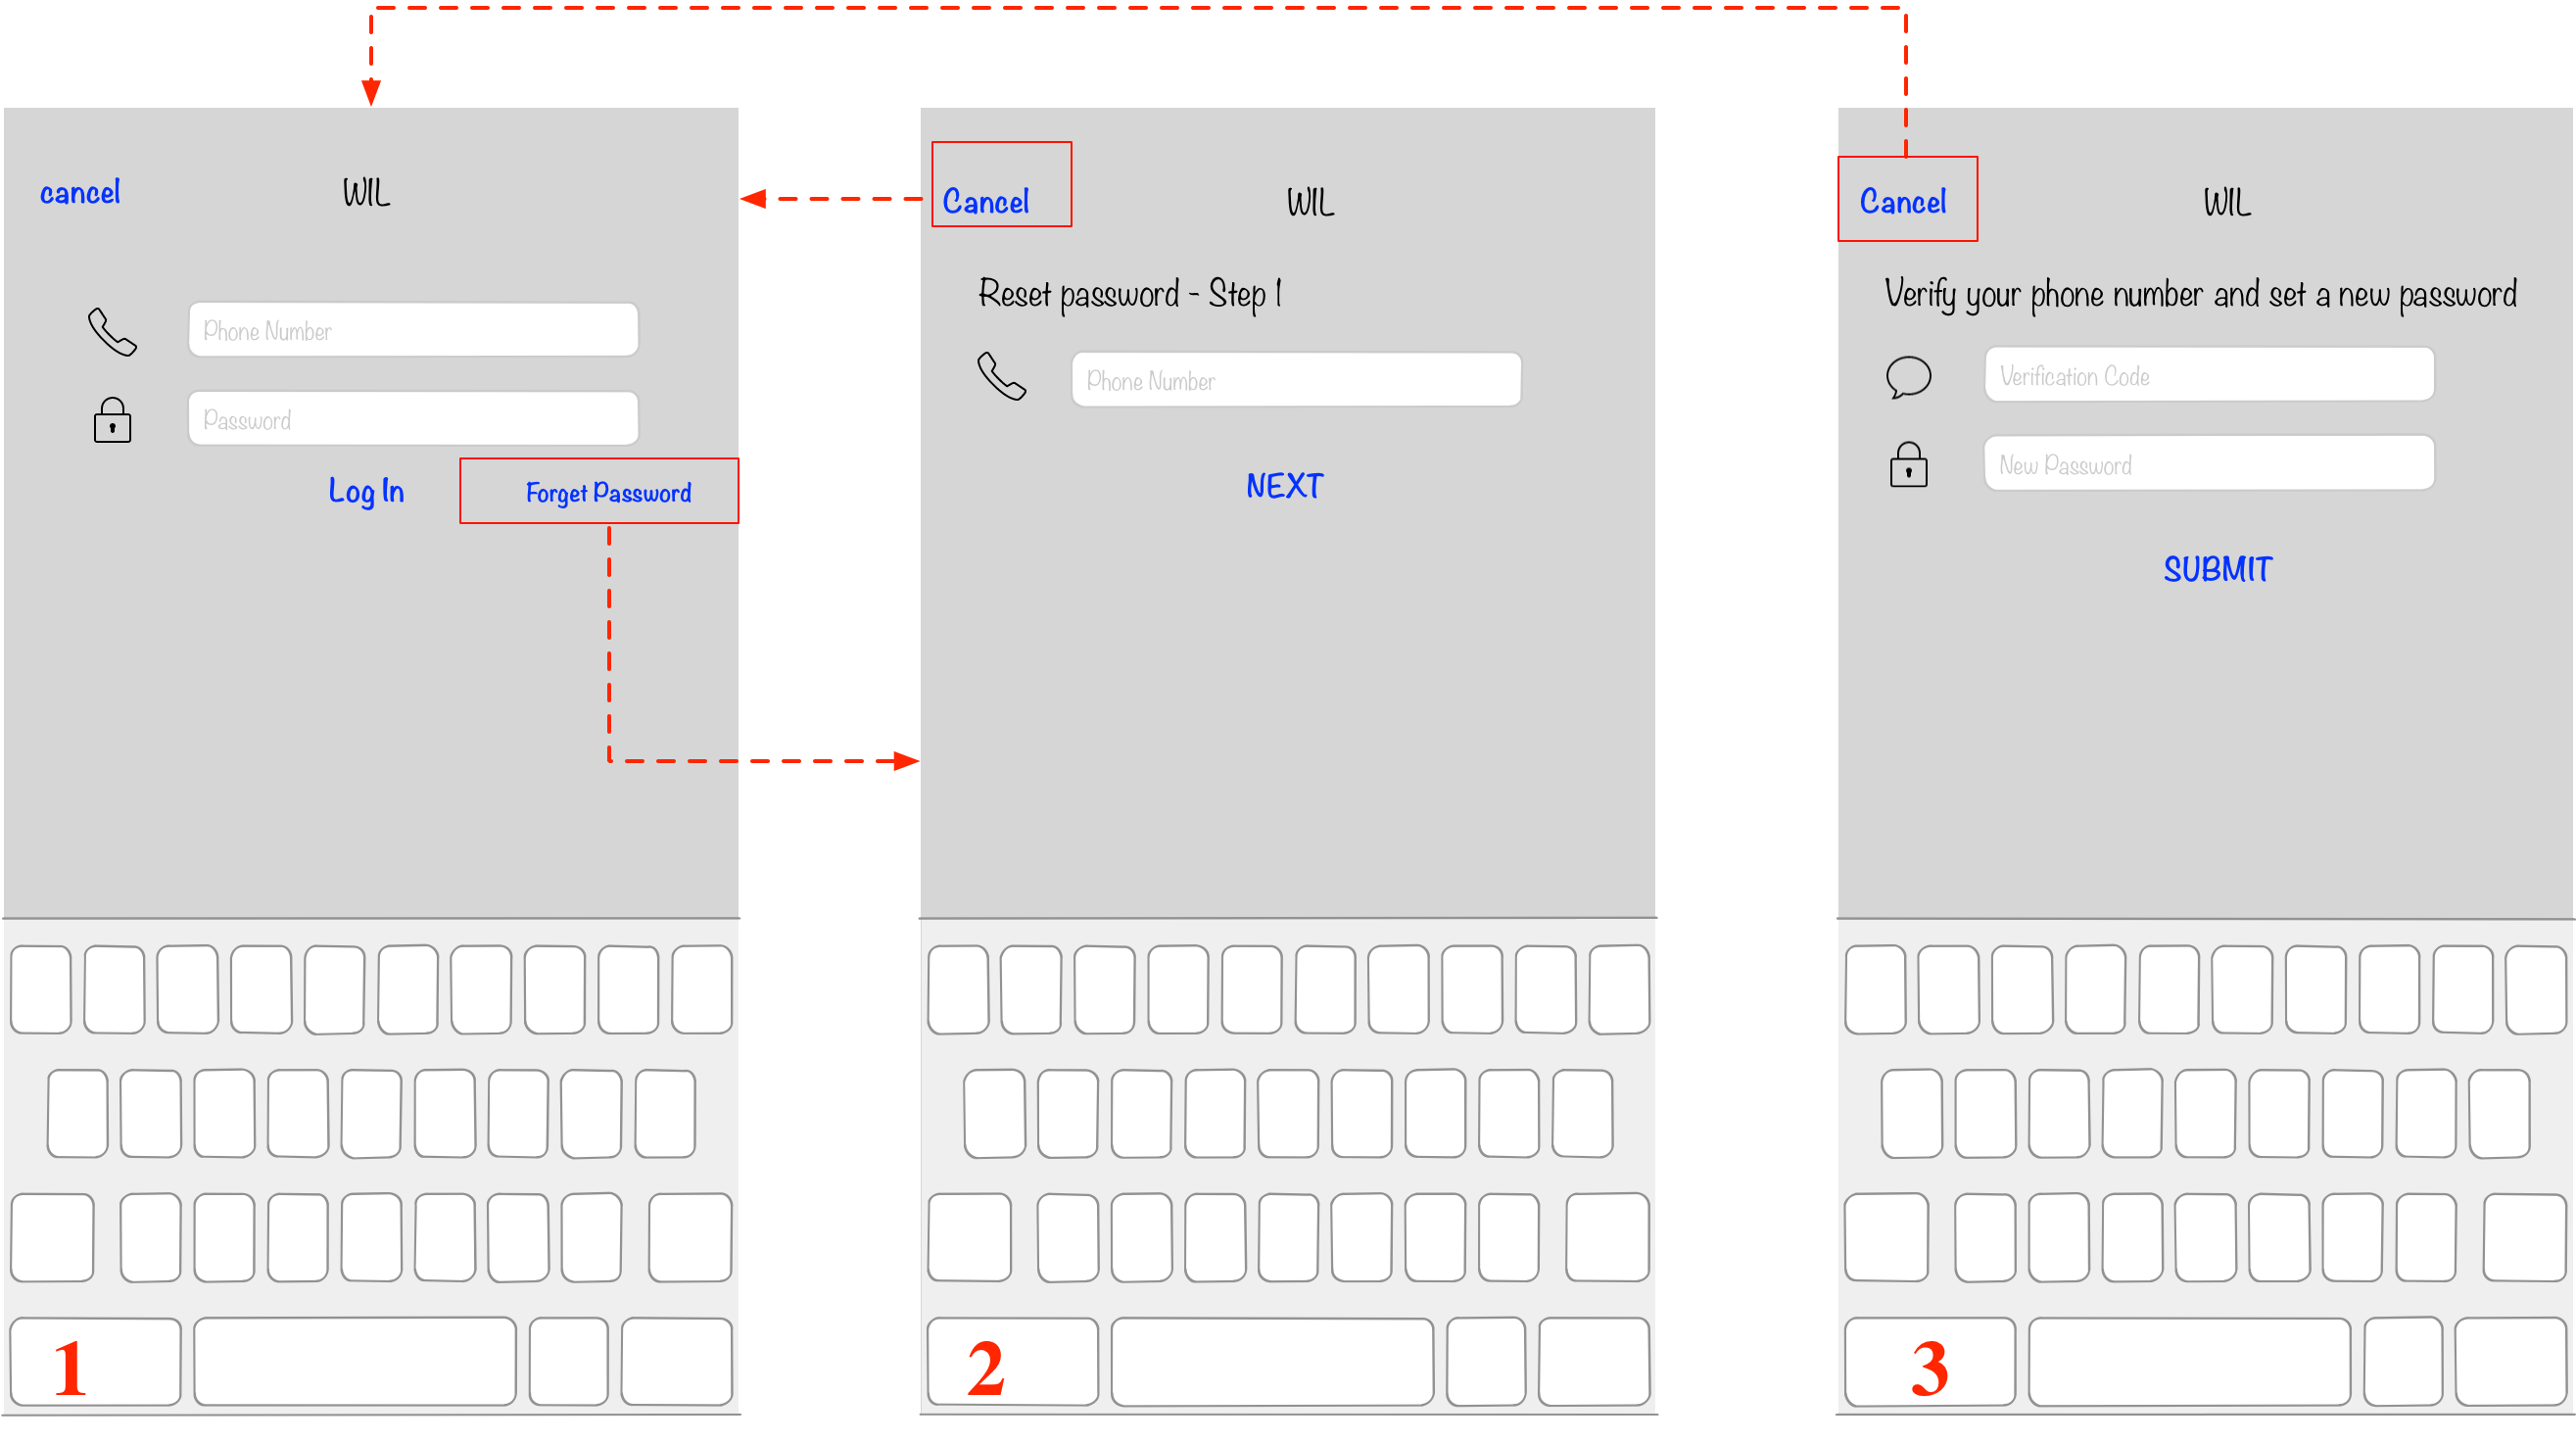 cancel WIL
Phone Number
Password
Log In Forget Password
1
Cancel WIL
Reset password - Step 1
Phone Number
NEXT
2
Cancel WIL
Verify your phone number and set a new password
Verification Code
New Password
SUBMIT
3